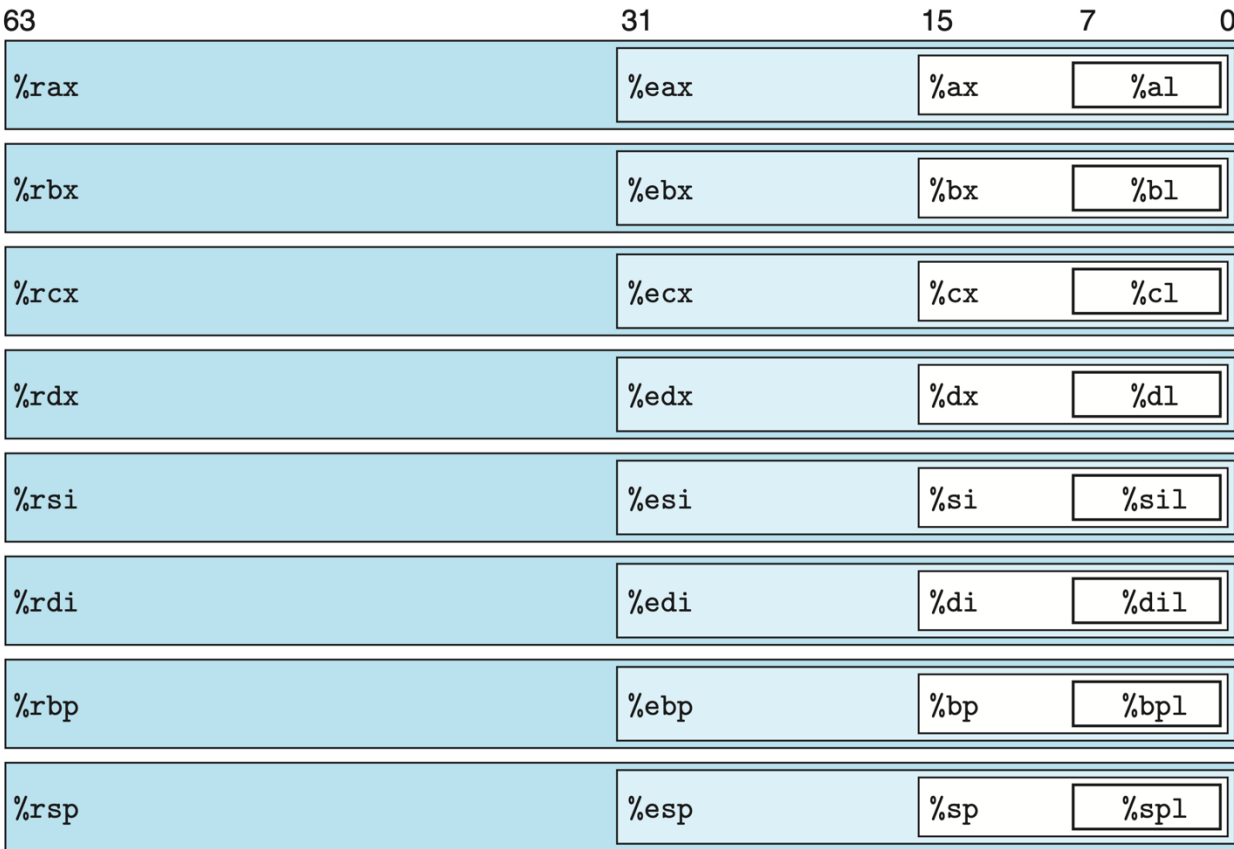 63 31 15 7 0
%rax %eax %ax %al
%rbx %ebx %bx %bl
%rcx %ecx %cx %cl
%rdx %edx %dx %dl
%rsi %esi %si %sil
%rdi %edi %di %dil
%rbp %ebp %bp %bpl
%rsp %esp %sp %spl